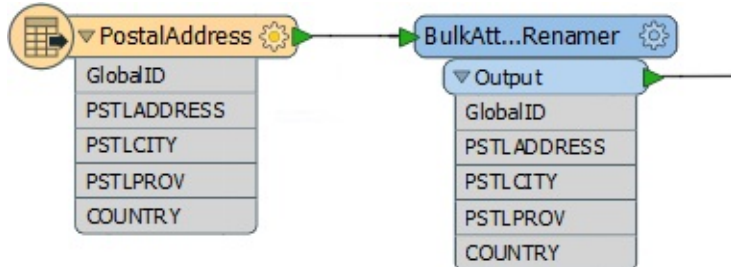 PostalAddress
GlobalID
PSTLADDRESS
PSTLCITY
PSTLPROV
COUNTRY
BulkAtt...Renamer
Output
GlobalID
PSTLADDRESS
PSTLCITY
PSTLPROV
COUNTRY